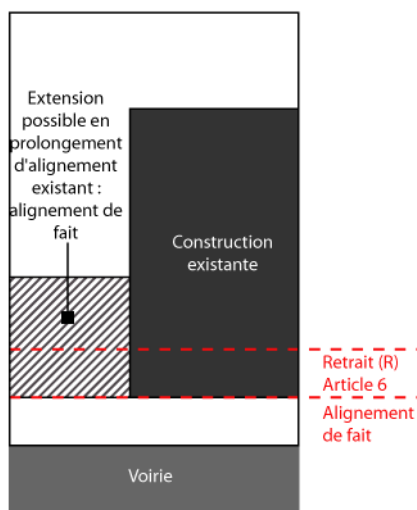 Extension
possible en
prolongement
d'alignement
existant :
alignement de
fait
Construction
existante
Retrait (R)
Article 6
Alignement
de fait
Voirie